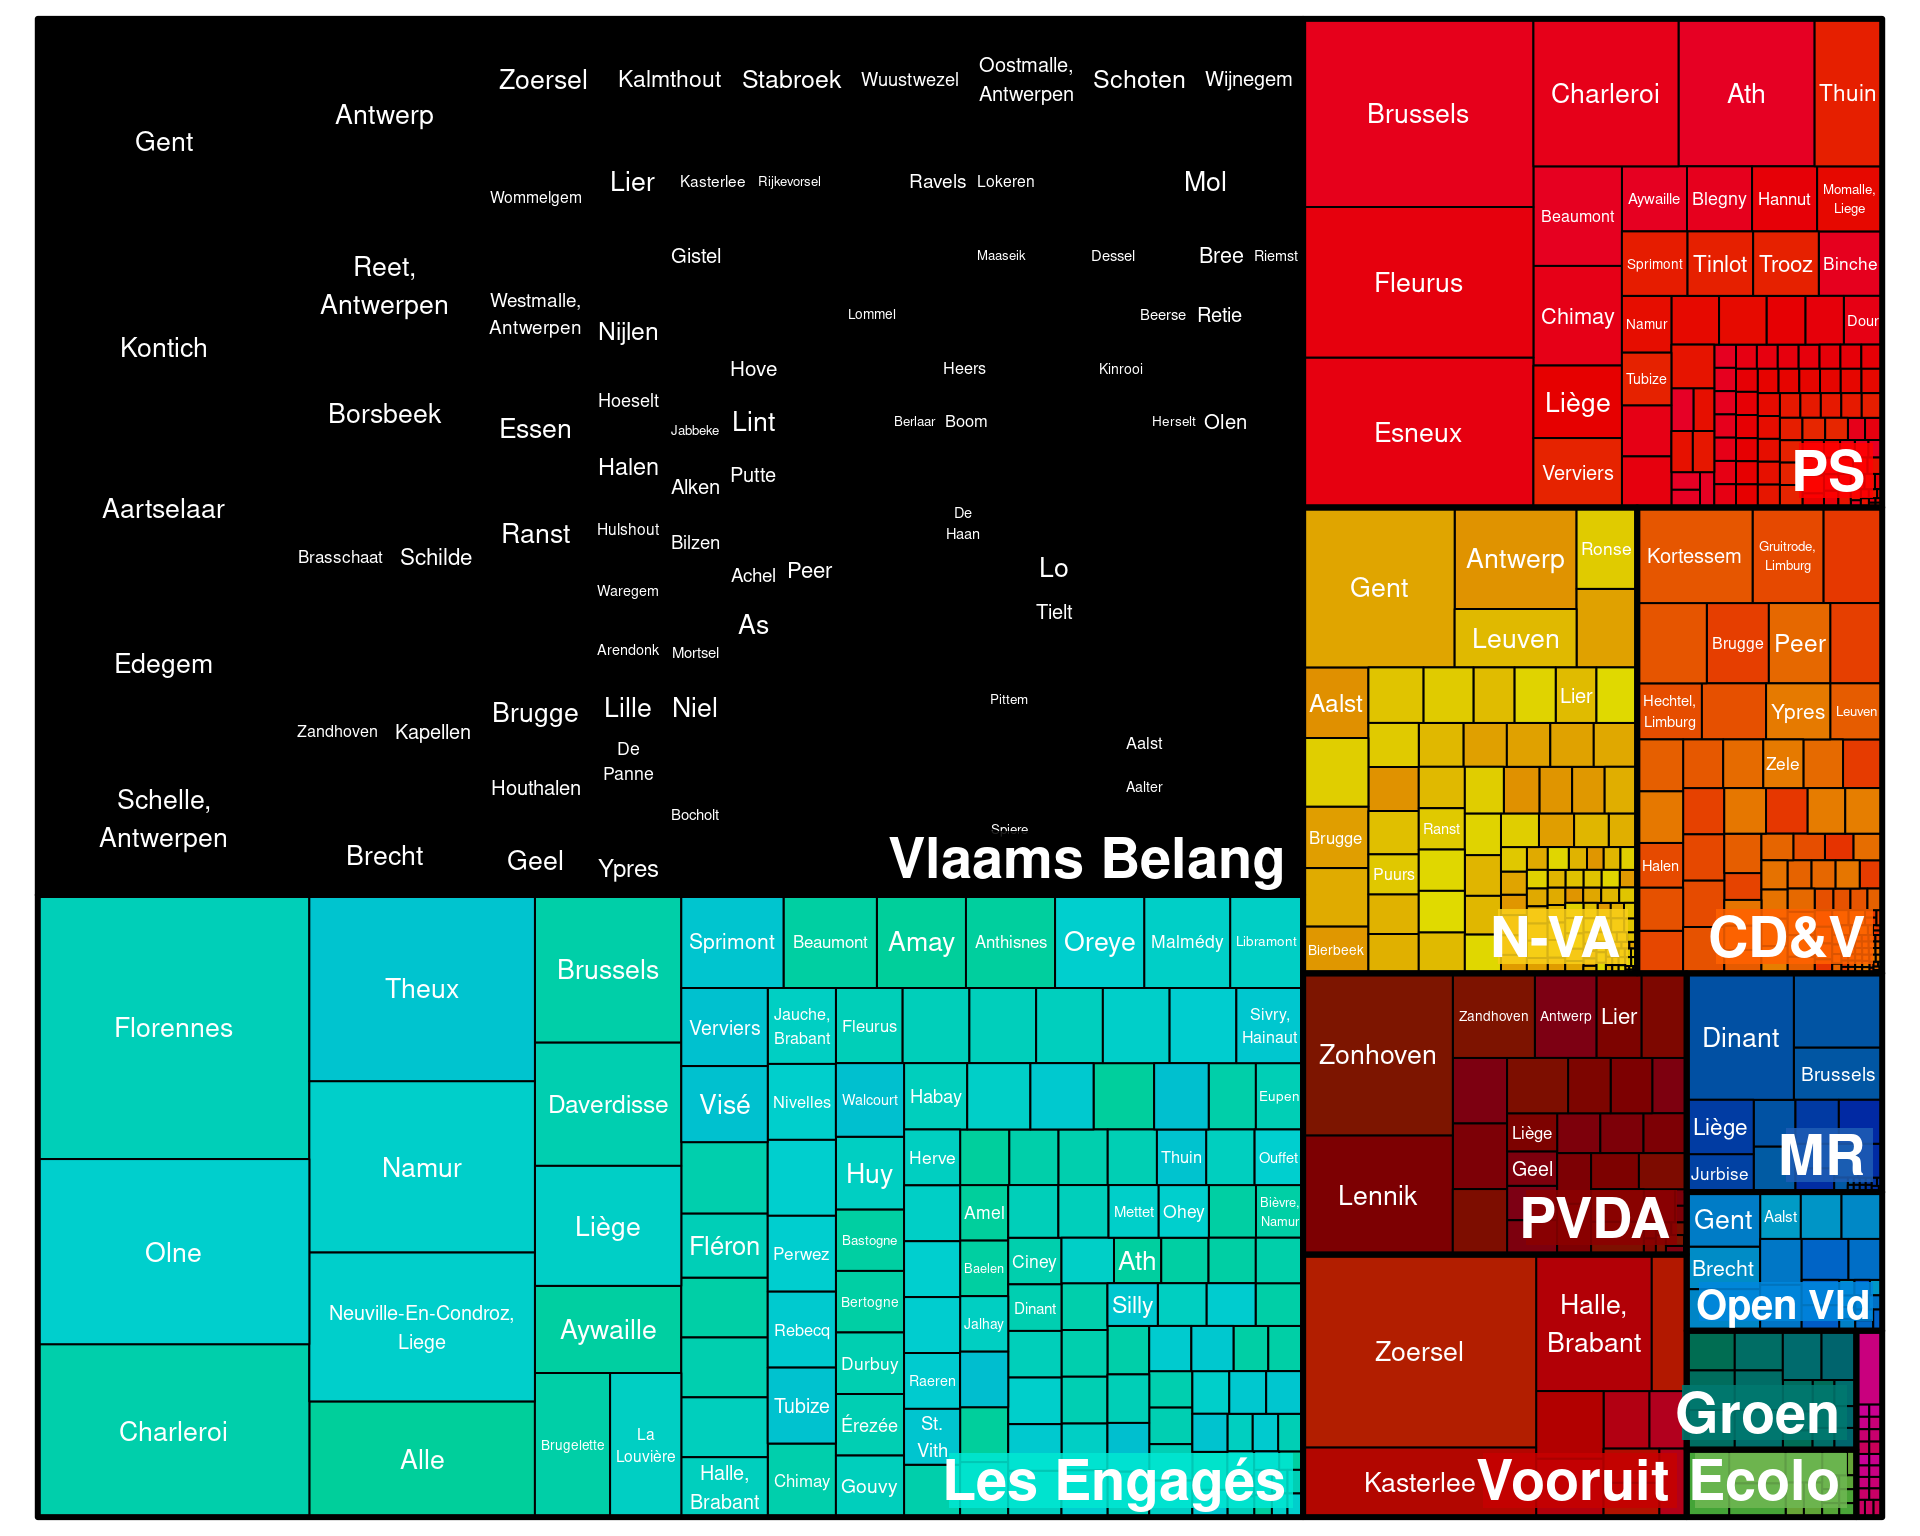 Gent
Kontich
Aartselaar
Edegem
Schelle,
Antwerpen
Antwerp
Reet,
Antwerpen
Borsbeek
Brasschaat
Schilde
Zandhoven
Kapellen
Brecht
Zoersel
Wommelgem
Westmalle,
Antwerpen
Essen
Ranst
Brugge
Houthalen
Geel
Kalmthout
Stabroek
Wuustwezel
Oostmalle,
Antwerpen
Schoten
Wijnegem
Lier
Kasterlee
Rijkevorsel
Ravels
Lokeren
Mol
Gistel
Maaseik
Dessel
Bree
Riemst
Nijlen
Lommel
Beerse
Retie
Hove
Heers
Kinrooi
Hoeselt
Jabbeke
Lint
Berlaar
Boom
Herselt
Olen
Halen
Alken
Putte
Hulshout
Bilzen
De
Haan
Waregem
Achel
Peer
Lo
As
Tielt
Arendonk
Mortsel
Lille
Niel
Pittem
De
Panne
Aalst
Aalter
Bocholt
Spiere
Ypres
Vlaams Belang
Brussels
Fleurus
Esneux
Charleroi
Ath
Thuin
Beaumont
Chimay
Liège
Verviers
Aywaille
Blegny
Hannut
Momalle,
Liege
Sprimont
Tinlot
Trooz
Binche
Namur
Dour
Tubize
PS
Gent
Antwerp
Ronse
Leuven
Aalst
Lier
Brugge
Ranst
Puurs
Bierbeek
N-VA
Kortessem
Gruitrode,
Limburg
Brugge
Peer
Hechtel,
Limburg
Ypres
Leuven
Zele
Halen
CD&V
Florennes
Olne
Charleroi
Theux
Namur
Neuville-En-Condroz,
Liege
Alle
Brussels
Daverdisse
Liège
Aywaille
Brugelette
La
Louvière
Sprimont
Beaumont
Amay
Anthisnes
Oreye
Malmédy
Libramont
Verviers
Jauche,
Brabant
Fleurus
Sivry,
Hainaut
Visé
Nivelles
Walcourt
Habay
Eupen
Huy
Herve
Thuin
Ouffet
Fléron
Perwez
Bastogne
Amel
Mettet
Ohey
Bièvre,
Namur
Baelen
Ciney
Ath
Bertogne
Rebecq
Jalhay
Dinant
Silly
Durbuy
Raeren
Tubize
Érezée
St.
Vith
Halle,
Brabant
Chimay
Gouvy
Les Engagés
Zonhoven
Lennik
Zandhoven
Antwerp
Lier
Liège
Geel
PVDA
Dinant
Brussels
Liège
Jurbise
MR
Gent
Aalst
Brecht
Open Vld
Zoersel
Halle,
Brabant
Kasterlee
Vooruit
Groen
Ecolo